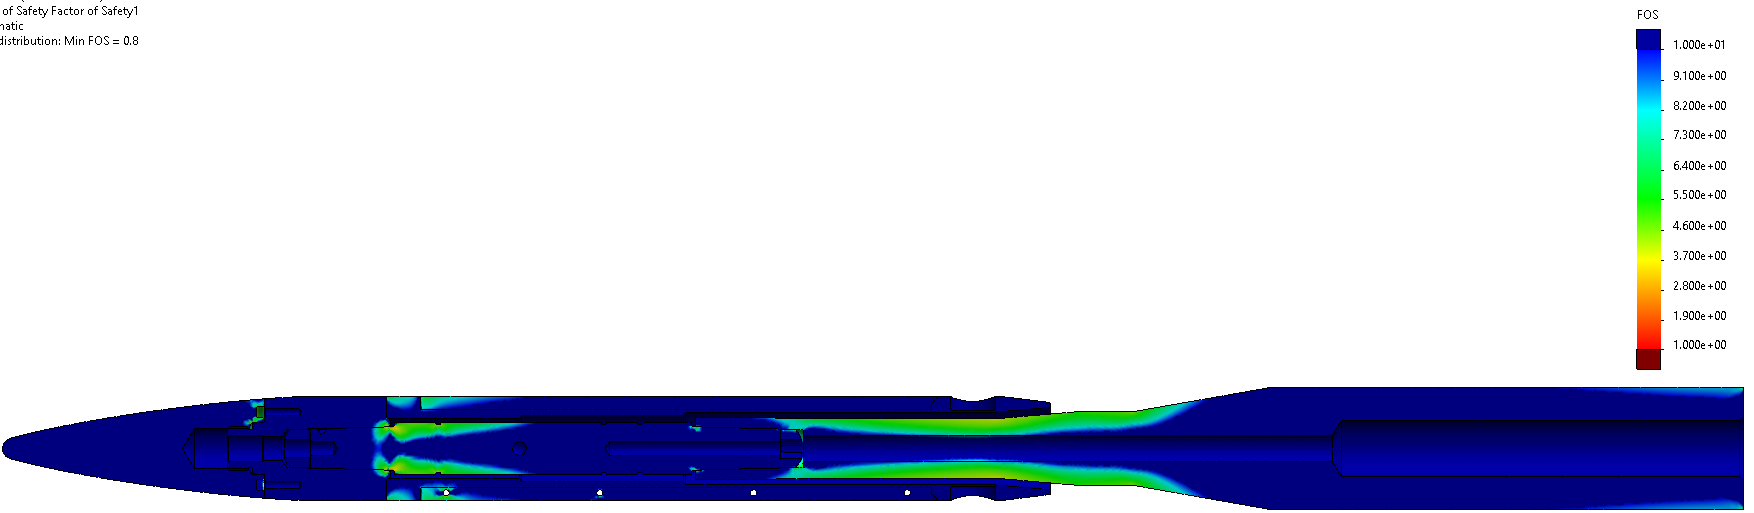 of Safety Factor of Safety1
distribution: Min FOS = 0.8
FOS
1.000e+01
9.100e+00
8.200e+00
7.300e+00
6.400e+00
5.500e+00
4.600e+00
3.700e+00
2.800e+00
1.900e+00
1.000e+00